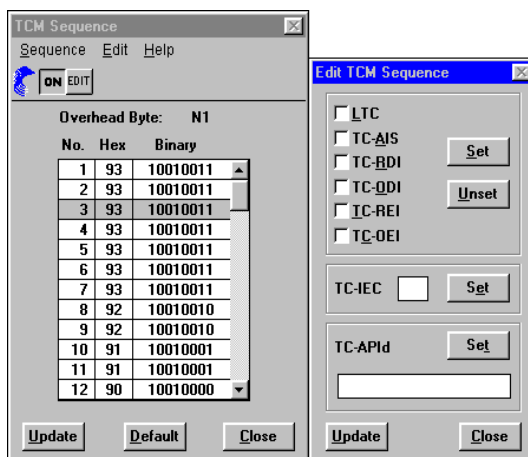 TCM Sequence
Sequence Edit Help
ON EDIT
Overhead Byte: N1
No. Hex Binary
1 93 10010011
2 93 10010011
3 93 10010011
4 93 10010011
5 93 10010011
6 93 10010011
7 93 10010011
8 92 10010010
9 92 10010010
10 91 10010001
11 91 10010001
12 90 10010000
Update Default Close
Edit TCM Sequence
LTC
TC-AIS
TC-RDI
TC-ODI
TC-REI
TC-OEI
Set
Unset
TC-IEC Set
TC-APId Set
Update Close